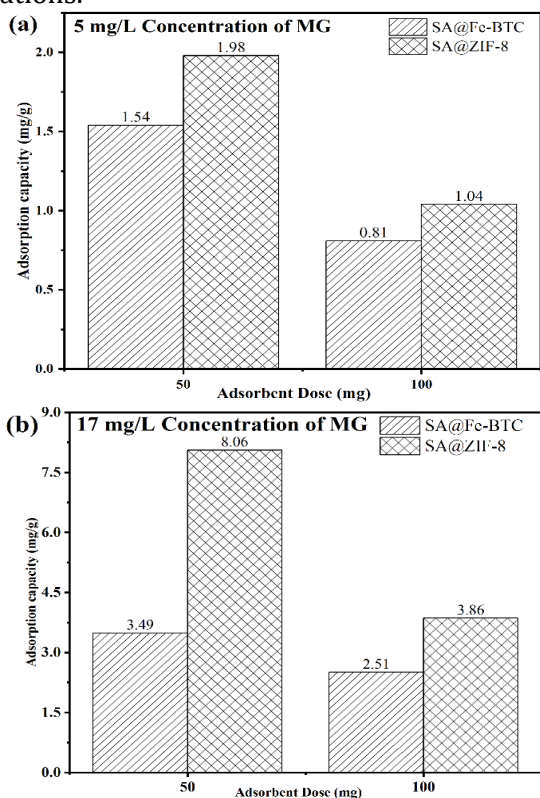 ations.
(a)
5 mg/L Concentration of MG
SA@Fe-BTC
SA@ZIF-8
Adsorption capacity (mg/g)
2.0
1.5
1.0
0.5
0.0
1.54
1.98
0.81
1.04
50
100
Adsorbent Dose (mg)
(b)
17 mg/L Concentration of MG
SA@Fe-BTC
SA@ZIF-8
Adsorption capacity (mg/g)
9.0
7.5
6.0
4.5
3.0
1.5
0.0
3.49
8.06
2.51
3.86
50
100
Adsorbent Dose (mg)